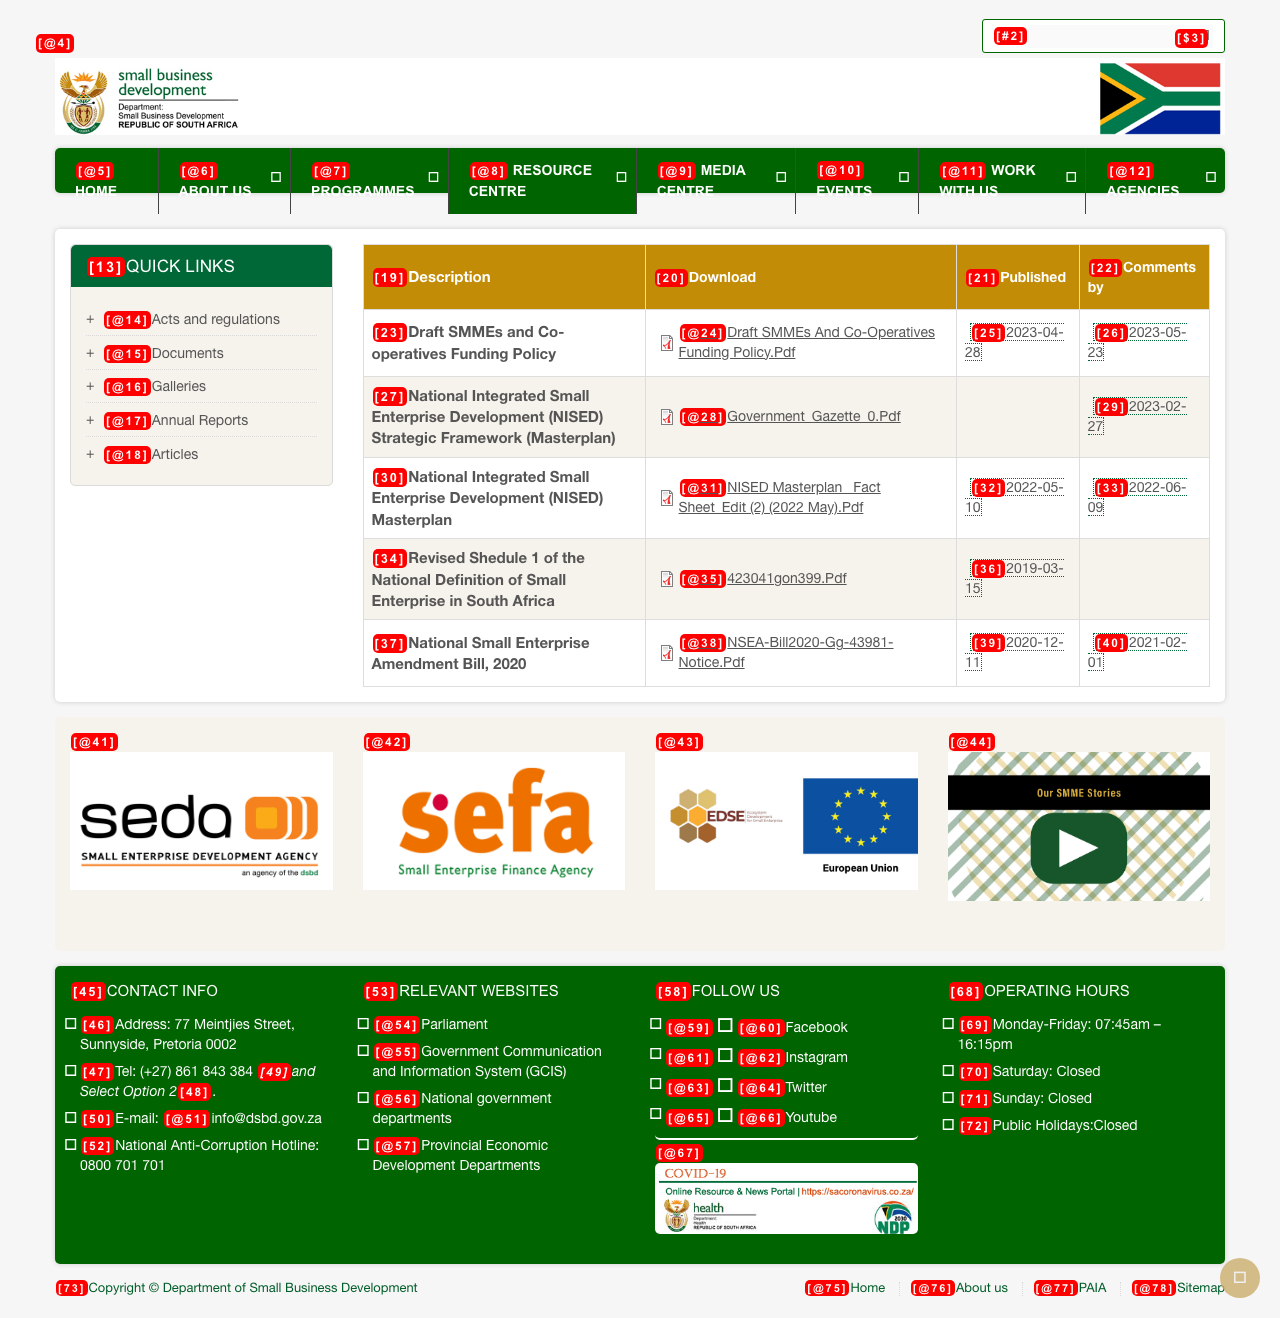 [@4]
[#2]
[$3]
small business
development
Department:
Small Business Development
REPUBLIC OF SOUTH AFRICA
[@5]
HOME
[@6]
ABOUT US
[@7]
PROGRAMMES
[@8] RESOURCE
CENTRE
[@9] MEDIA
CENTRE
[@10]
EVENTS
[@11] WORK
WITH US
[@12]
AGENCIES
[13]QUICK LINKS
+ [@14]Acts and regulations
+ [@15]Documents
+ [@16]Galleries
+ [@17]Annual Reports
+ [@18]Articles
[19]Description
[20]Download
[21]Published
[22]Comments
by
[23]Draft SMMEs and Co-
operatives Funding Policy
[@24]Draft SMMEs And Co-Operatives
Funding Policy.Pdf
[25]2023-04-
28
[26]2023-05-
23
[27]National Integrated Small
Enterprise Development (NISED)
Strategic Framework (Masterplan)
[@28]Government_Gazette_0.Pdf
[29]2023-02-
27
[30]National Integrated Small
Enterprise Development (NISED)
Masterplan
[@31]NISED Masterplan_ Fact
Sheet_Edit (2) (2022 May).Pdf
[32]2022-05-
10
[33]2022-06-
09
[34]Revised Shedule 1 of the
National Definition of Small
Enterprise in South Africa
[@35]423041gon399.Pdf
[36]2019-03-
15
[37]National Small Enterprise
Amendment Bill, 2020
[@38]NSEA-Bill2020-Gg-43981-
Notice.Pdf
[39]2020-12-
11
[40]2021-02-
01
[@41]
seda
SMALL ENTERPRISE DEVELOPMENT AGENCY
an agency of the dsbd
[@42]
sefa
Small Enterprise Finance Agency
[@43]
EDSE
Ecosystem
Development
for Small Enterprise
European Union
[@44]
Our SMME Stories
[45]CONTACT INFO
[46]Address: 77 Meintjies Street,
Sunnyside, Pretoria 0002
[47]Tel: (+27) 861 843 384 [49]and
Select Option 2[48].
[50]E-mail: [@51]info@dsbd.gov.za
[52]National Anti-Corruption Hotline:
0800 701 701
[53]RELEVANT WEBSITES
[@54]Parliament
[@55]Government Communication
and Information System (GCIS)
[@56]National government
departments
[@57]Provincial Economic
Development Departments
[58]FOLLOW US
[@59] [@60]Facebook
[@61] [@62]Instagram
[@63] [@64]Twitter
[@65] [@66]Youtube
[@67]
COVID-19
Online Resource & News Portal | https://sacoronavirus.co.za/
health
Department:
Health
REPUBLIC OF SOUTH AFRICA
2030
NDP
[68]OPERATING HOURS
[69]Monday-Friday: 07:45am –
16:15pm
[70]Saturday: Closed
[71]Sunday: Closed
[72]Public Holidays:Closed
[73]Copyright © Department of Small Business Development
[@75]Home
[@76]About us
[@77]PAIA
[@78]Sitemap